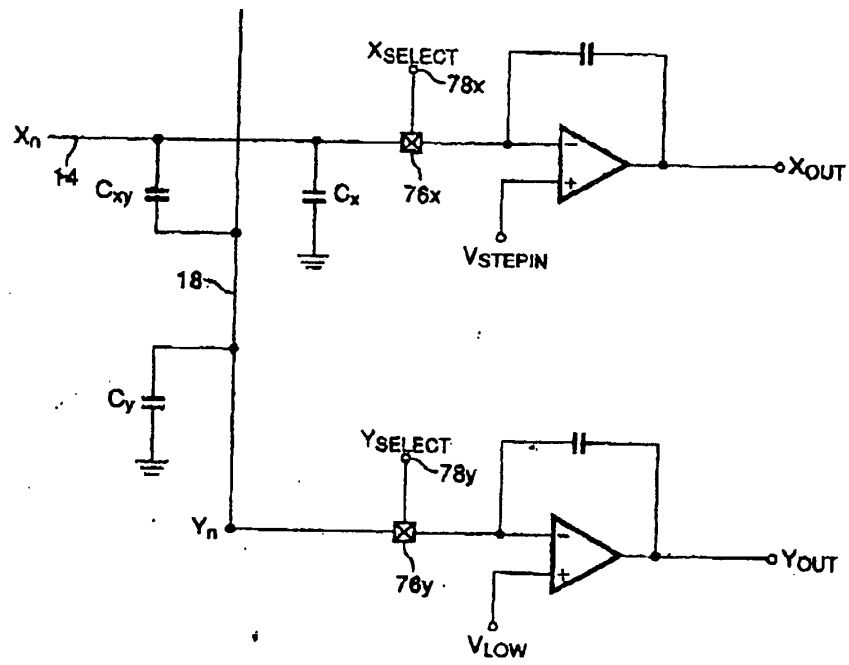 XSELECT
78x
Xn
14
Cxy
Cx
76x
XOUT
VSTEPIN
18
Cy
YSELECT
78y
Yn
76y
YOUT
VLOW